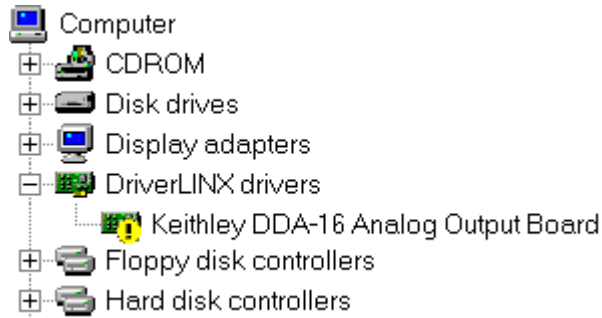 Computer
CDROM
Disk drives
Display adapters
DriverLINX drivers
Keithley DDA-16 Analog Output Board
Floppy disk controllers
Hard disk controllers